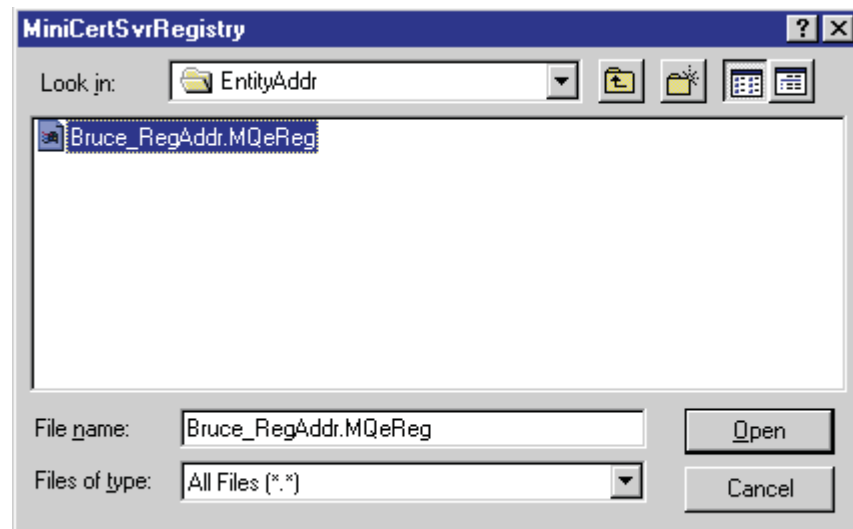 MiniCertSvrRegistry
Look in: EntityAddr
Bruce_RegAddr.MQeReg
File name: Bruce_RegAddr.MQeReg Open
Files of type: All Files (*.*) Cancel